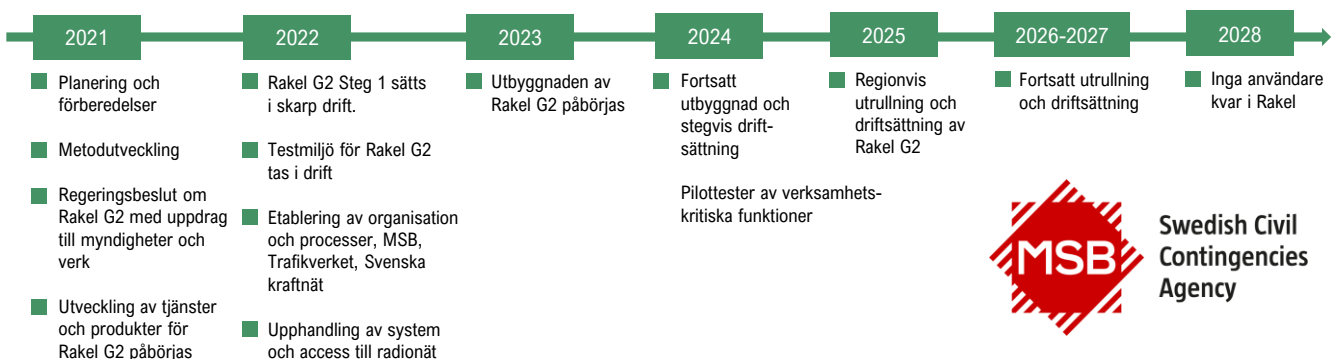 2021
2022
2023
2024
2025
2026-2027
2028
Planering och
förberedelser
Metodutveckling
Regeringsbeslut om
Rakel G2 med uppdrag
till myndigheter och
verk
Utveckling av tjänster
och produkter för
Rakel G2 påbörjas
Rakel G2 Steg 1 sätts
i skarp drift.
Testmiljö för Rakel G2
tas i drift
Etablering av organisation
och processer, MSB,
Trafikverket, Svenska
kraftnät
Upphandling av system
och access till radionät
Utbyggnaden av
Rakel G2 påbörjas
Fortsatt
utbyggnad och
stegvis drift-
sättning
Pilottester av verksamhets-
kritiska funktioner
Regionvis
utrullning och
driftsättning av
Rakel G2
Fortsatt utrullning
och driftsättning
Inga användare
kvar i Rakel
MSB
Swedish Civil
Contingencies
Agency